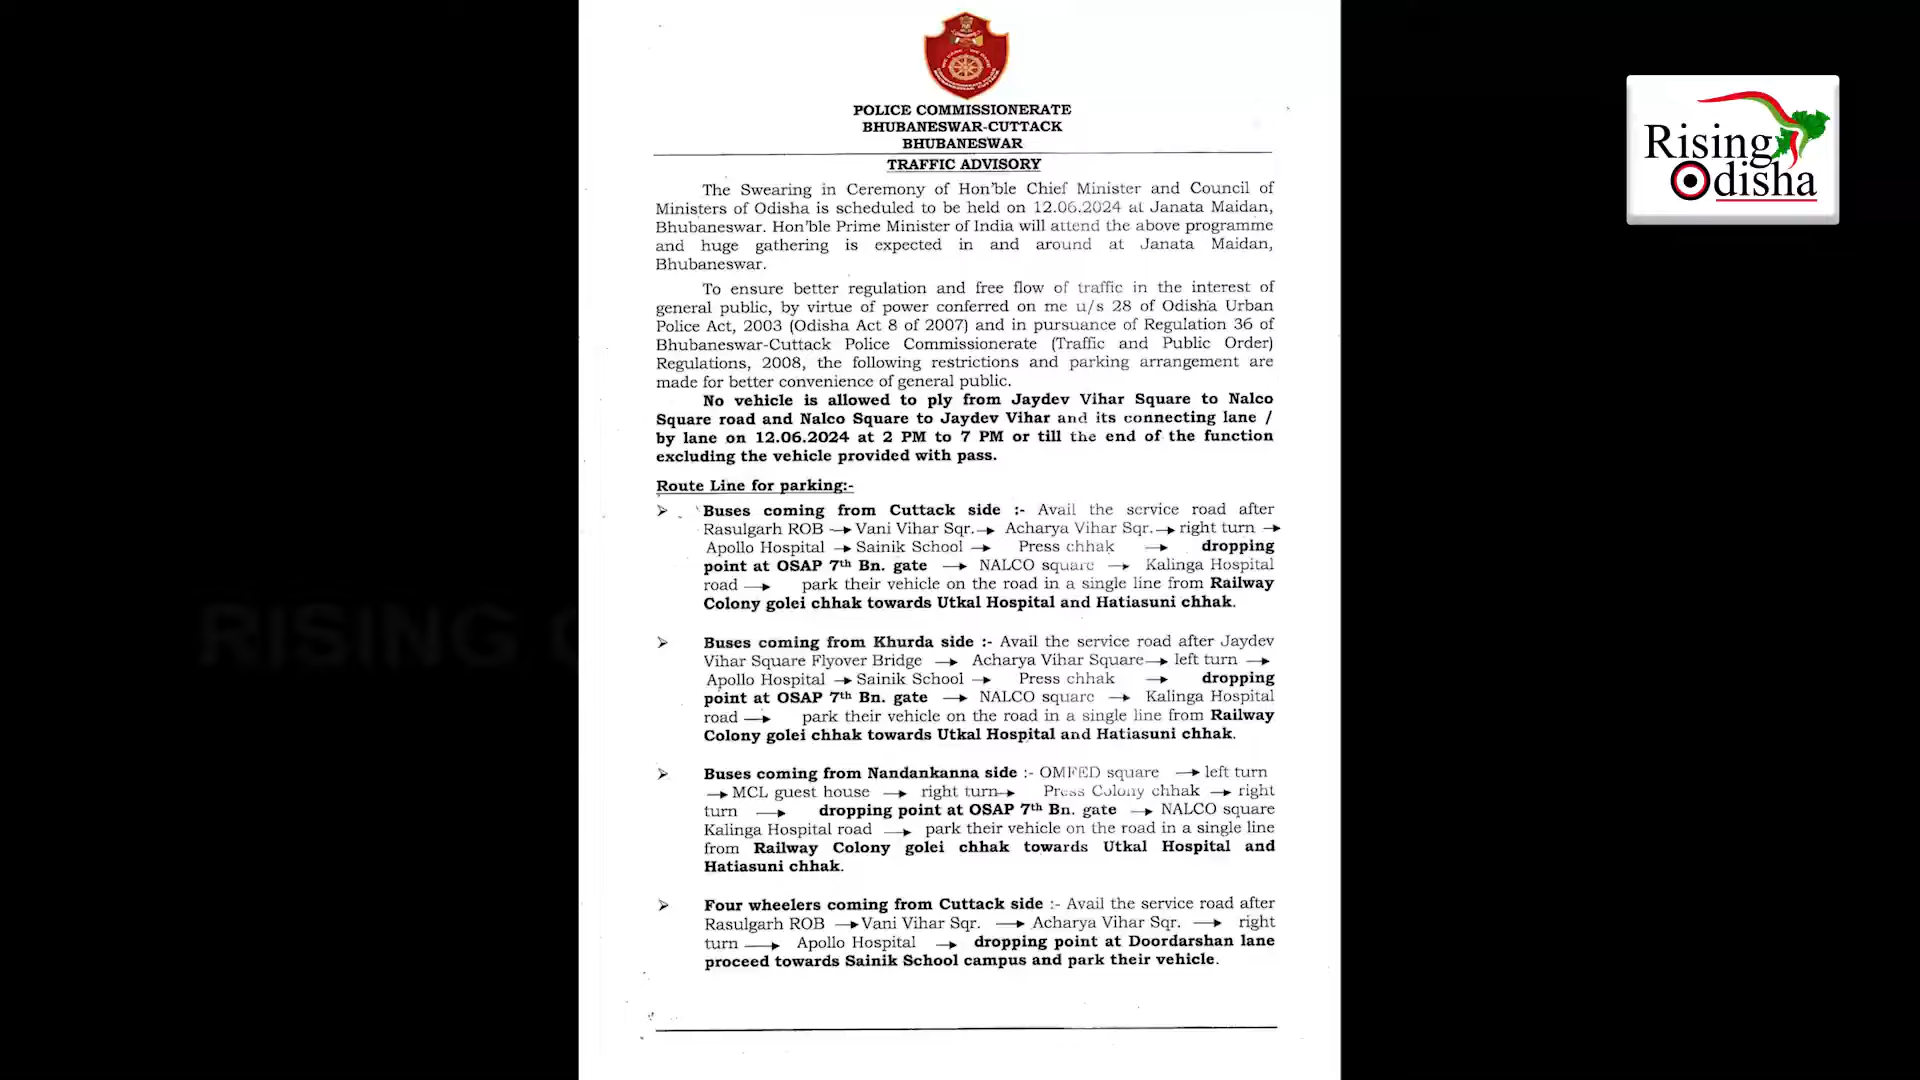 POLICE COMMISSIONERATE
BHUBANESWAR-CUTTACK
BHUBANESWAR
TRAFFIC ADVISORY
The Swearing in Ceremony of Hon'ble Chief Minister and Council of
Ministers of Odisha is scheduled to be held on 12.06.2024 at Janata Maidan,
Bhubaneswar. Hon'ble Prime Minister of India will attend the above programme
and huge gathering is expected in and around at Janata Maidan,
Bhubaneswar.
To ensure better regulation and free flow of traffic in the interest of
general public, by virtue of power conferred on me u/s 28 of Odisha Urban
Police Act, 2003 (Odisha Act 8 of 2007) and in pursuance of Regulation 36 of
Bhubaneswar-Cuttack Police Commissionerate (Traffic and Public Order)
Regulations, 2008, the following restrictions and parking arrangement are
made for better convenience of general public.
No vehicle is allowed to ply from Jaydev Vihar Square to Nalco
Square road and Nalco Square to Jaydev Vihar and its connecting lane /
by lane on 12.06.2024 at 2 PM to 7 PM or till the end of the function
excluding the vehicle provided with pass.
Route Line for parking:-
➢ Buses coming from Cuttack side :- Avail the service road after
Rasulgarh ROB → Vani Vihar Sqr. → Acharya Vihar Sqr. → right turn →
Apollo Hospital → Sainik School → Press chhak → dropping
point at OSAP 7th Bn. gate → NALCO square → Kalinga Hospital
road → park their vehicle on the road in a single line from Railway
Colony golei chhak towards Utkal Hospital and Hatiasuni chhak.
➢ Buses coming from Khurda side :- Avail the service road after Jaydev
Vihar Square Flyover Bridge → Acharya Vihar Square → left turn →
Apollo Hospital → Sainik School → Press chhak → dropping
point at OSAP 7th Bn. gate → NALCO square → Kalinga Hospital
road → park their vehicle on the road in a single line from Railway
Colony golei chhak towards Utkal Hospital and Hatiasuni chhak.
➢ Buses coming from Nandankanna side :- OMFED square → left turn
→ MCL guest house → right turn → Press Colony chhak → right
turn → dropping point at OSAP 7th Bn. gate → NALCO square
Kalinga Hospital road → park their vehicle on the road in a single line
from Railway Colony golei chhak towards Utkal Hospital and
Hatiasuni chhak.
➢ Four wheelers coming from Cuttack side :- Avail the service road after
Rasulgarh ROB → Vani Vihar Sqr. → Acharya Vihar Sqr. → right
turn → Apollo Hospital → dropping point at Doordarshan lane
proceed towards Sainik School campus and park their vehicle.
Rising
Odisha
RISING